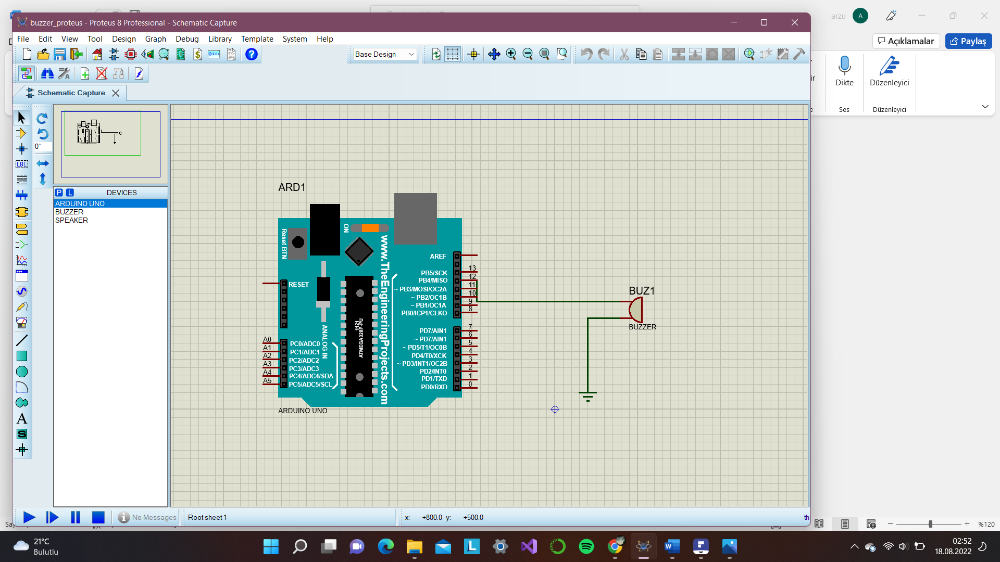 arzu
A
Açıklamalar
Paylaş
Dikte
Düzenleyici
Ses
Düzenleyici
buzzer_proteus - Proteus 8 Professional - Schematic Capture
File Edit View Tool Design Graph Debug Library Template System Help
Base Design
Schematic Capture
0°
LBL
P L DEVICES
ARDUINO UNO
BUZZER
SPEAKER
A
S
ARD1
Reset BTN
ON
www.TheEngineeringProjects.com
RESET
ANALOG IN
1121
ATMEGA328P-PU
AREF
PB5/SCK 13
PB4/MISO 12
~ PB3/MOSI/OC2A 11
~ PB2/OC1B 10
~ PB1/OC1A 9
PB0/ICP1/CLKO 8
PD7/AIN1 7
~ PD7/AIN1 6
~ PD5/T1/OC0B 5
PD4/T0/XCK 4
~ PD3/INT1/OC2B 3
PD2/INT0 2
PD1/TXD 1
PD0/RXD 0
A0 PC0/ADC0
A1 PC1/ADC1
A2 PC2/ADC2
A3 PC3/ADC3
A4 PC4/ADC4/SDA
A5 PC5/ADC5/SCL
ARDUINO UNO
BUZ1
BUZZER
No Messages
Root sheet 1
x: +800.0 y: +500.0
th
%120
21°C
Bulutlu
02:52
18.08.2022